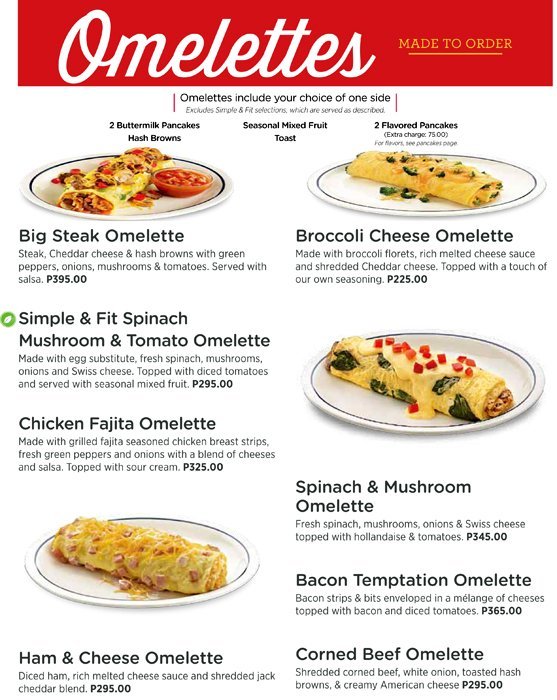 Omelettes
MADE TO ORDER
Omelettes include your choice of one side
Excludes Simple & Fit selections, which are served as described.
2 Buttermilk Pancakes
Hash Browns
Seasonal Mixed Fruit
Toast
2 Flavored Pancakes
(Extra charge: 75.00)
For flavors, see pancakes page.
Big Steak Omelette
Steak, Cheddar cheese & hash browns with green
peppers, onions, mushrooms & tomatoes. Served with
salsa. P395.00
Simple & Fit Spinach
Mushroom & Tomato Omelette
Made with egg substitute, fresh spinach, mushrooms,
onions and Swiss cheese. Topped with diced tomatoes
and served with seasonal mixed fruit. P295.00
Chicken Fajita Omelette
Made with grilled fajita seasoned chicken breast strips,
fresh green peppers and onions with a blend of cheeses
and salsa. Topped with sour cream. P325.00
Ham & Cheese Omelette
Diced ham, rich melted cheese sauce and shredded jack
cheddar blend. P295.00
Broccoli Cheese Omelette
Made with broccoli florets, rich melted cheese sauce
and shredded Cheddar cheese. Topped with a touch of
our own seasoning. P225.00
Spinach & Mushroom
Omelette
Fresh spinach, mushrooms, onions & Swiss cheese
topped with hollandaise & tomatoes. P345.00
Bacon Temptation Omelette
Bacon strips & bits enveloped in a mélange of cheeses
topped with bacon and diced tomatoes. P365.00
Corned Beef Omelette
Shredded corned beef, white onion, toasted hash
browns, & creamy American cheese P295.00